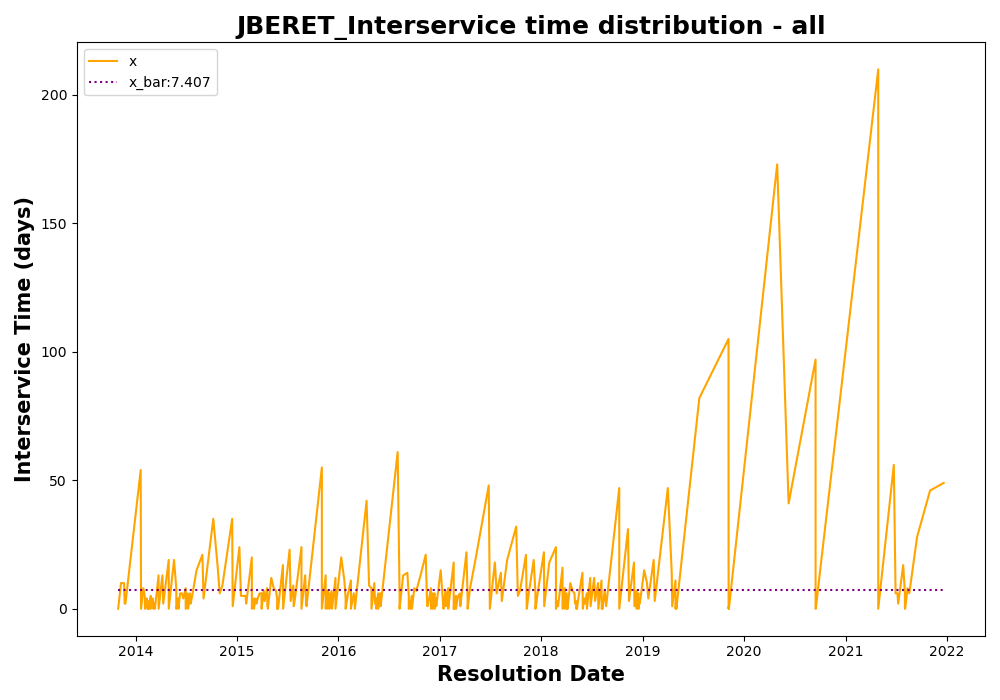 JBERET_Interservice time distribution - all
x
x_bar:7.407
Interservice Time (days)
200
150
100
50
0
2014 2015 2016 2017 2018 2019 2020 2021 2022
Resolution Date